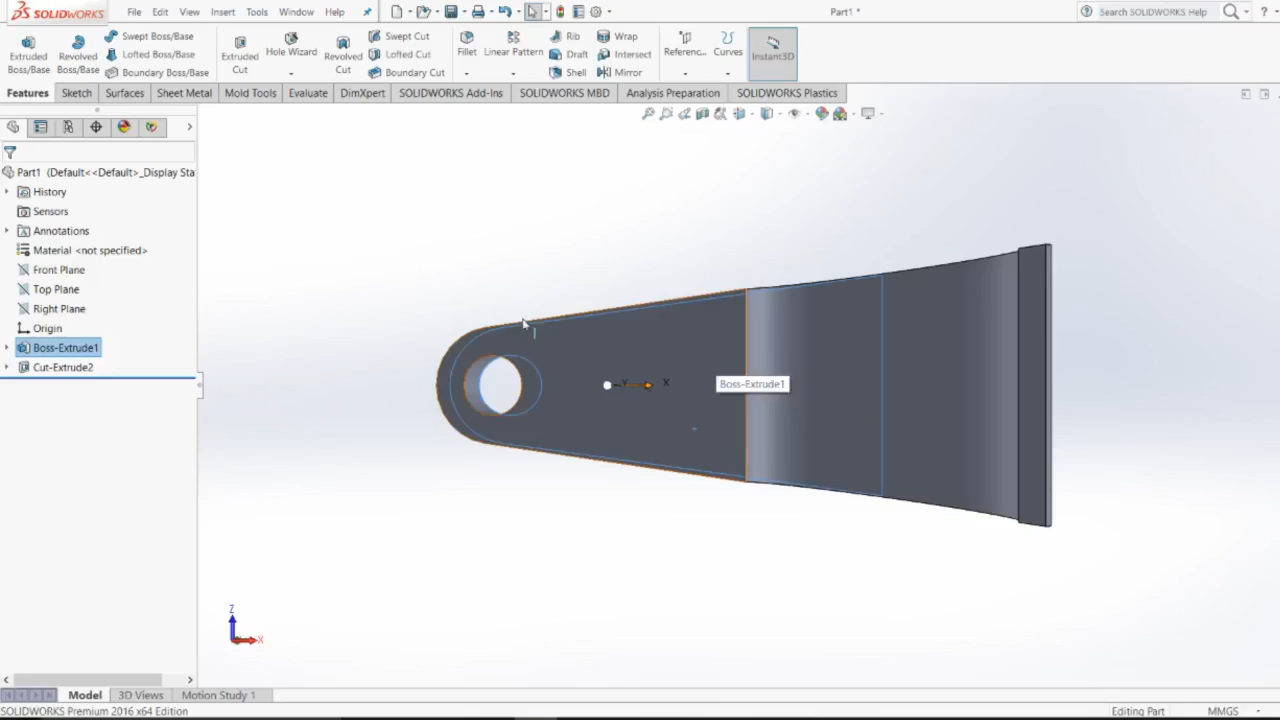 SOLIDWORKS File Edit View Insert Tools Window Help Part1 * Search SOLIDWORKS Help ?
Extruded Boss/Base Revolved Boss/Base Swept Boss/Base Lofted Boss/Base Boundary Boss/Base Extruded Cut Hole Wizard Revolved Cut Swept Cut Lofted Cut Boundary Cut Fillet Linear Pattern Rib Draft Shell Wrap Intersect Mirror Referenc... Curves Instant3D
Features Sketch Surfaces Sheet Metal Mold Tools Evaluate DimXpert SOLIDWORKS Add-Ins SOLIDWORKS MBD Analysis Preparation SOLIDWORKS Plastics
Part1 (Default<<Default>_Display Sta
History
Sensors
Annotations
Material <not specified>
Front Plane
Top Plane
Right Plane
Origin
Boss-Extrude1
Cut-Extrude2
Y X Boss-Extrude1
Z
X
Model 3D Views Motion Study 1
SOLIDWORKS Premium 2016 x64 Edition Editing Part MMGS